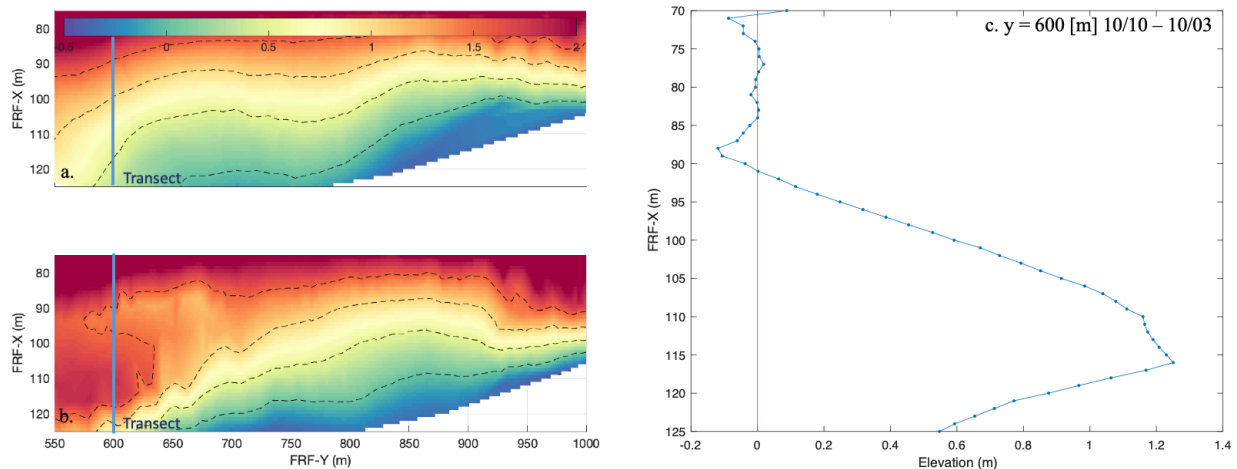 -0.5 0 0.5 1 1.5 2
80
90
100
110
120
FRF-X (m)
a.
Transect
80
90
100
110
120
FRF-X (m)
b.
Transect
550 600 650 700 750 800 850 900 950 1000
FRF-Y (m)
c. y = 600 [m] 10/10 – 10/03
70
75
80
85
90
95
100
105
110
115
120
125
FRF-X (m)
-0.2 0 0.2 0.4 0.6 0.8 1 1.2 1.4
Elevation (m)